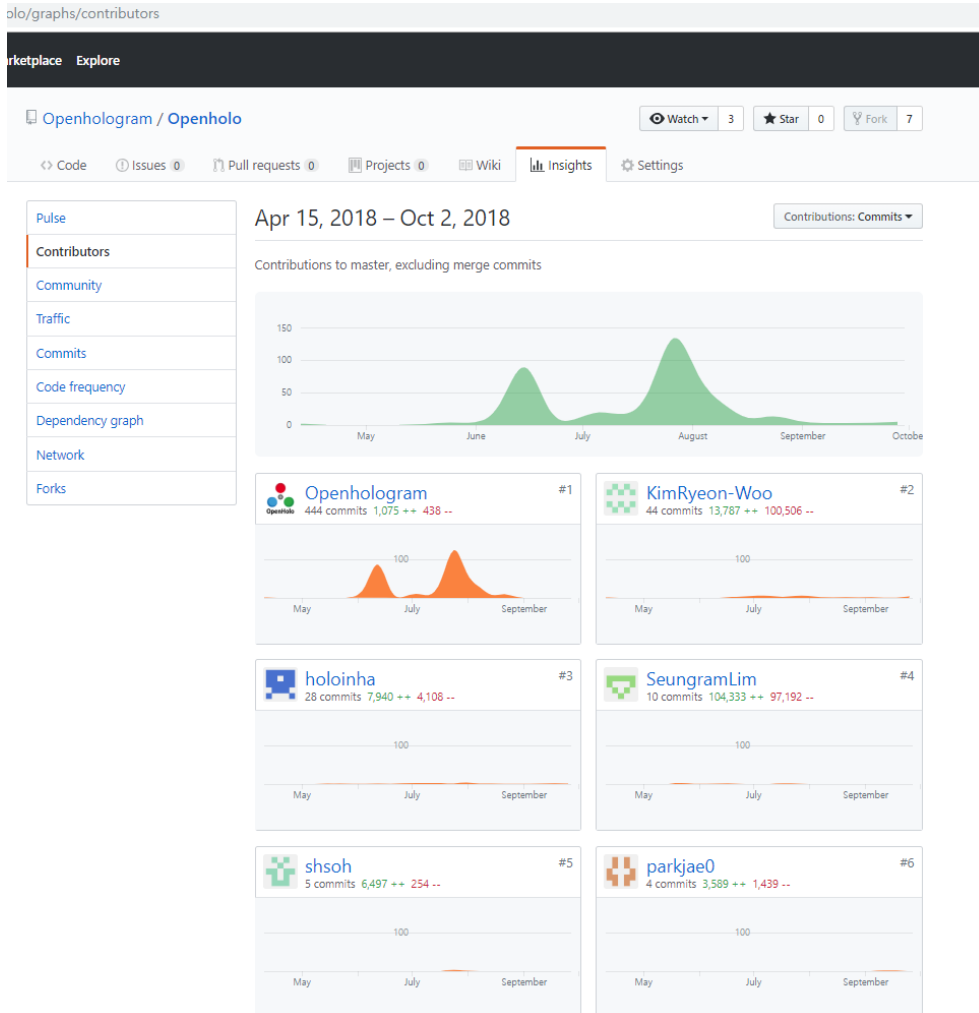 olo/graphs/contributors
rketplace Explore
Openhologram / Openholo
Watch 3 Star 0 Fork 7
Code Issues 0 Pull requests 0 Projects 0 Wiki Insights Settings
Pulse
Contributors
Community
Traffic
Commits
Code frequency
Dependency graph
Network
Forks
Apr 15, 2018 – Oct 2, 2018
Contributions: Commits
Contributions to master, excluding merge commits
150
100
50
0
May June July August September Octobe
OpenHolo
Openhologram #1
444 commits 1,075 ++ 438 --
100
May July September
KimRyeon-Woo #2
44 commits 13,787 ++ 100,506 --
100
May July September
holoinha #3
28 commits 7,940 ++ 4,108 --
100
May July September
SeungramLim #4
10 commits 104,333 ++ 97,192 --
100
May July September
shsoh #5
5 commits 6,497 ++ 254 --
100
May July September
parkjae0 #6
4 commits 3,589 ++ 1,439 --
100
May July September